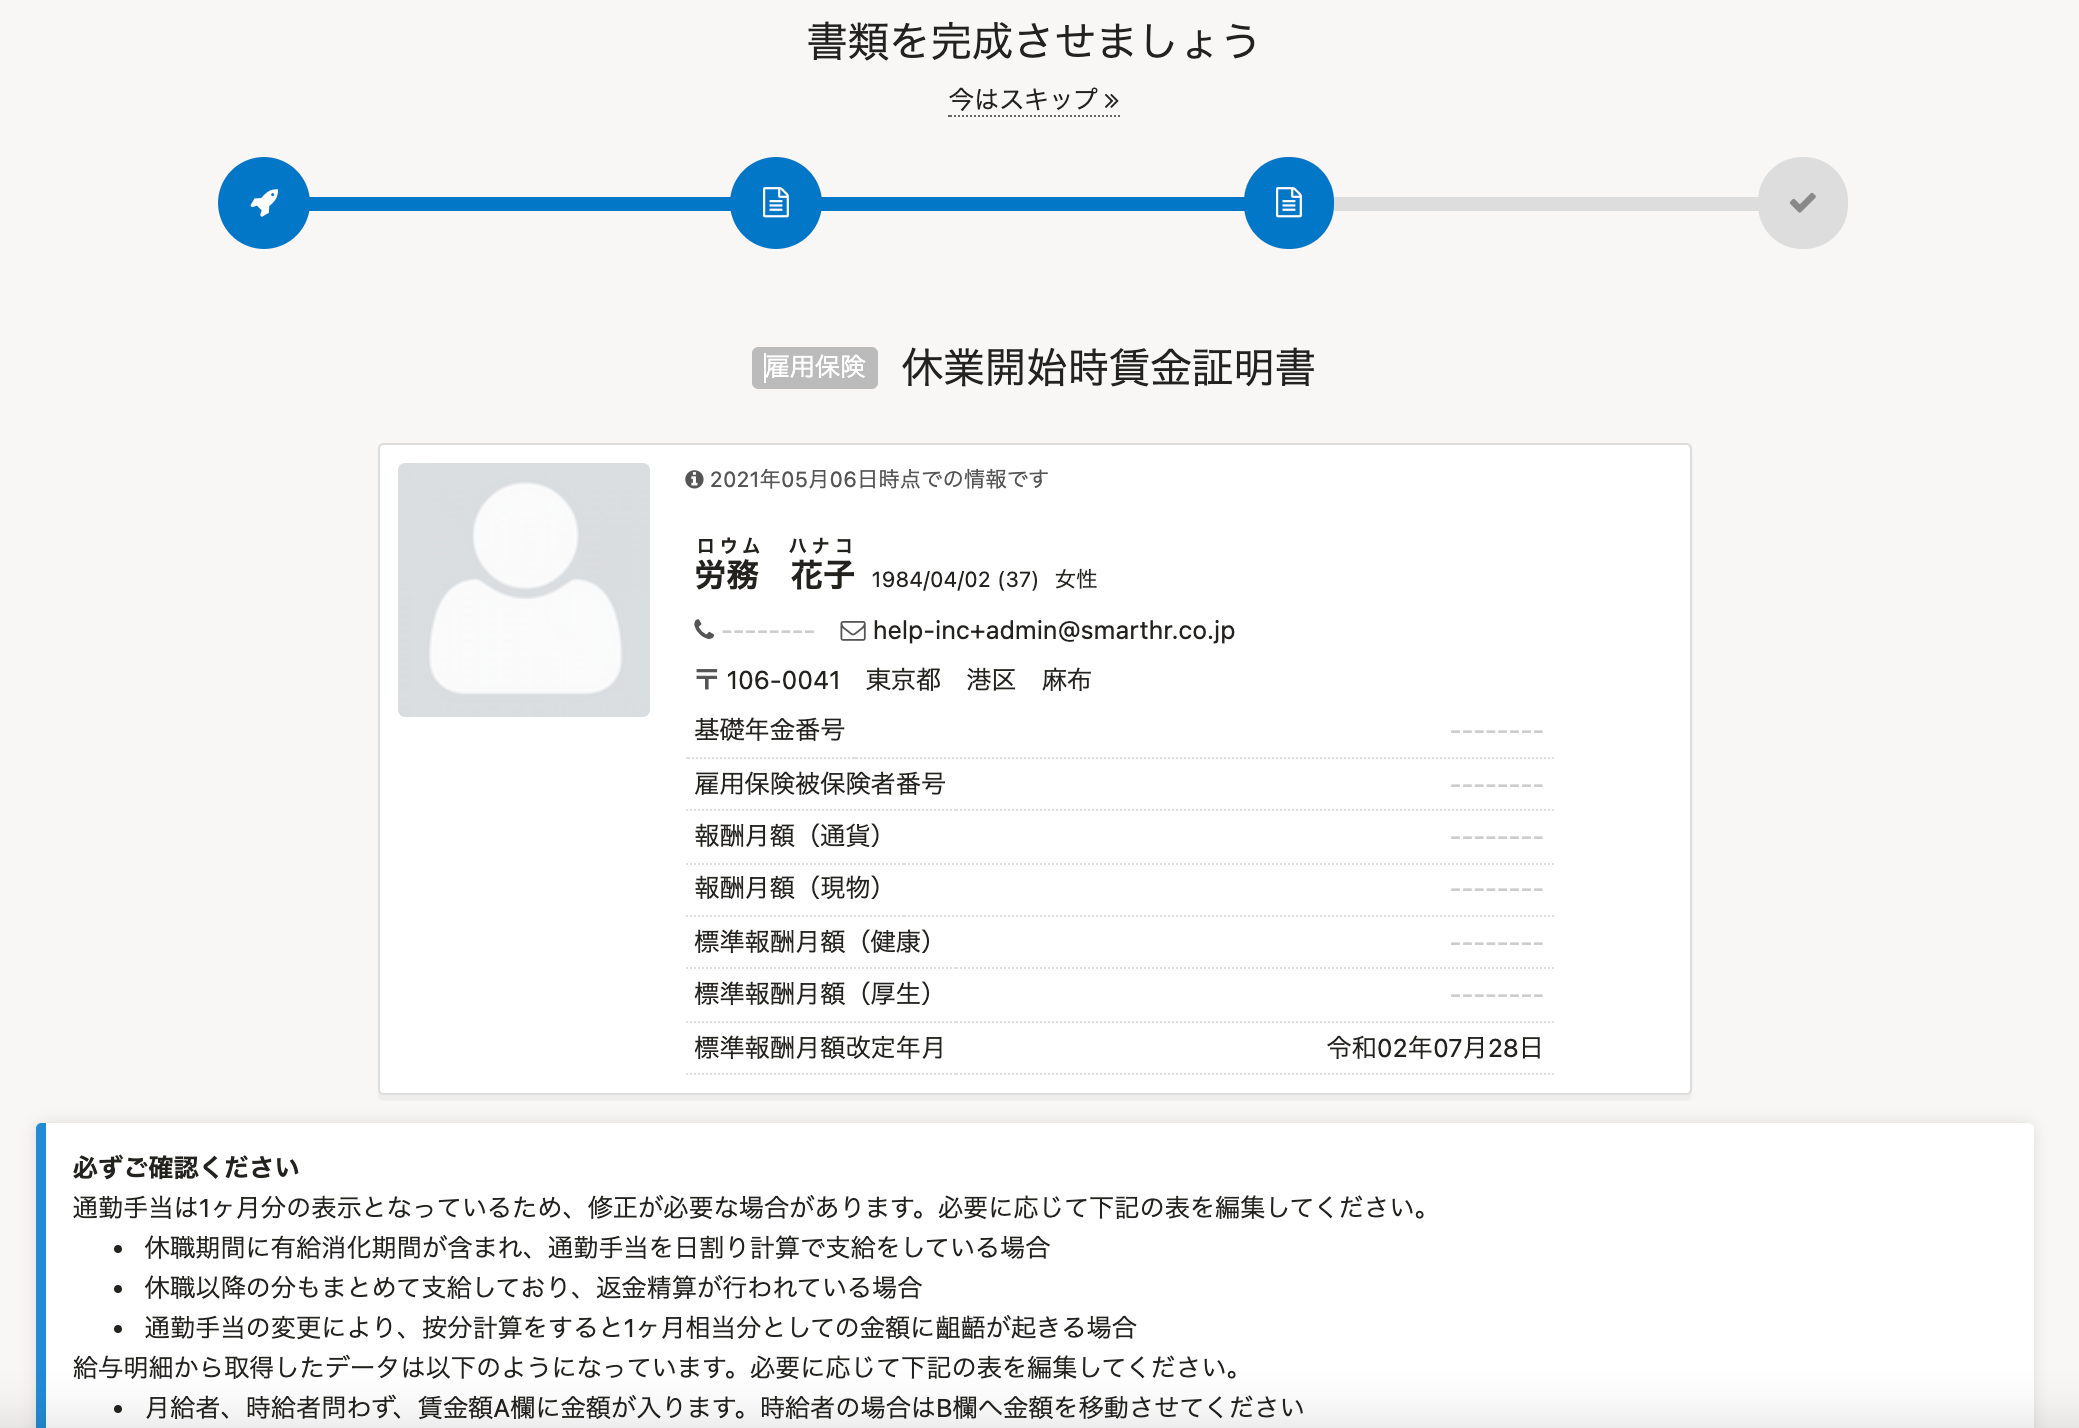 書類を完成させましょう
今はスキップ »
雇用保険 休業開始時賃金証明書
2021年05月06日時点での情報です
ロウム ハナコ
労務 花子 1984/04/02 (37) 女性
-------- help-inc+admin@smarthr.co.jp
〒 106-0041 東京都 港区 麻布
基礎年金番号 --------
雇用保険被保険者番号 --------
報酬月額（通貨） --------
報酬月額（現物） --------
標準報酬月額（健康） --------
標準報酬月額（厚生） --------
標準報酬月額改定年月 令和02年07月28日
必ずご確認ください
通勤手当は1ヶ月分の表示となっているため、修正が必要な場合があります。必要に応じて下記の表を編集してください。
• 休職期間に有給消化期間が含まれ、通勤手当を日割り計算で支給をしている場合
• 休職以降の分もまとめて支給しており、返金精算が行われている場合
• 通勤手当の変更により、按分計算をすると1ヶ月相当分としての金額に齟齬が起きる場合
給与明細から取得したデータは以下のようになっています。必要に応じて下記の表を編集してください。
• 月給者、時給者問わず、賃金額A欄に金額が入ります。時給者の場合はB欄へ金額を移動させてください